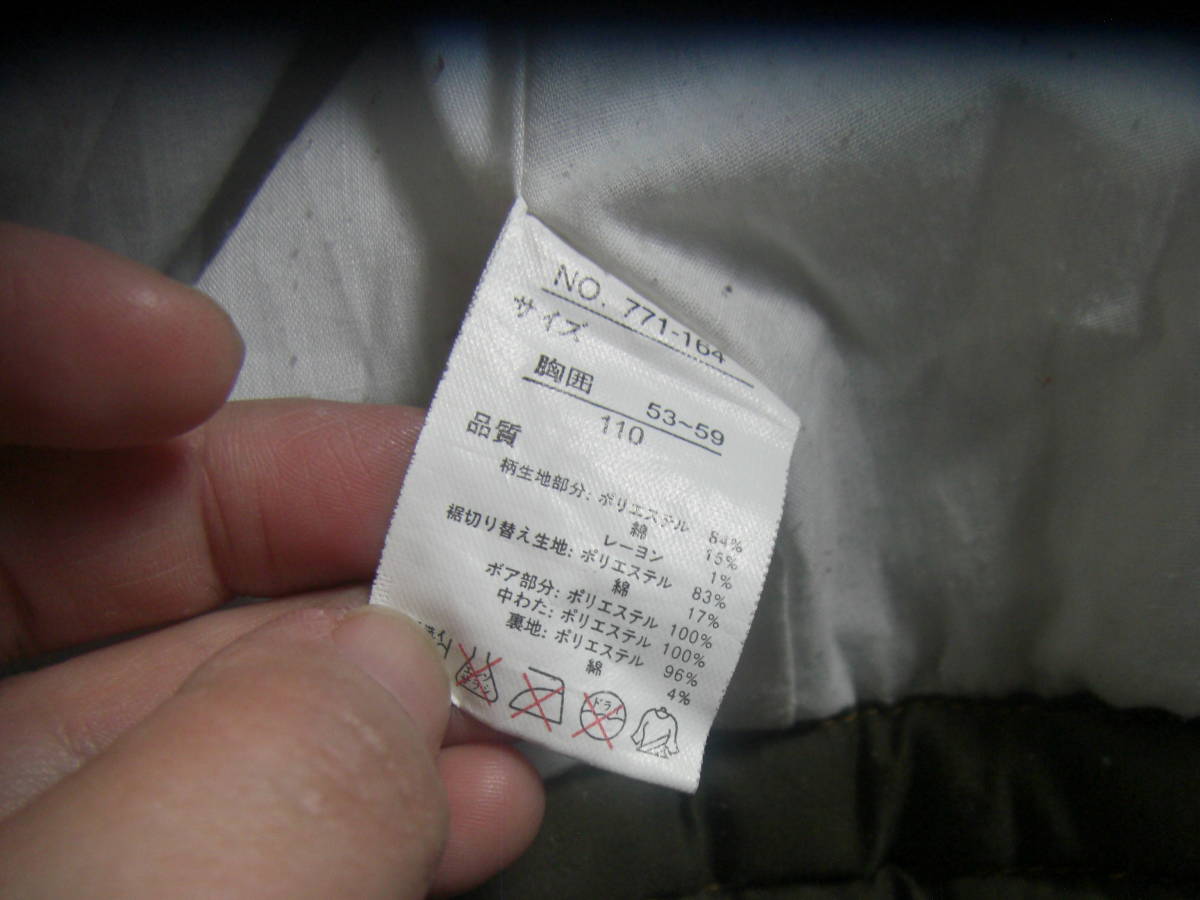 NO. 771-164
サイズ
胸囲 53~59
110
品質
柄生地部分: ポリエステル 84%
綿 15%
レーヨン 1%
裾切り替え生地: ポリエステル 83%
綿 17%
ボア部分: ポリエステル 100%
中わた: ポリエステル 100%
裏地: ポリエステル 96%
綿 4%
ドライ